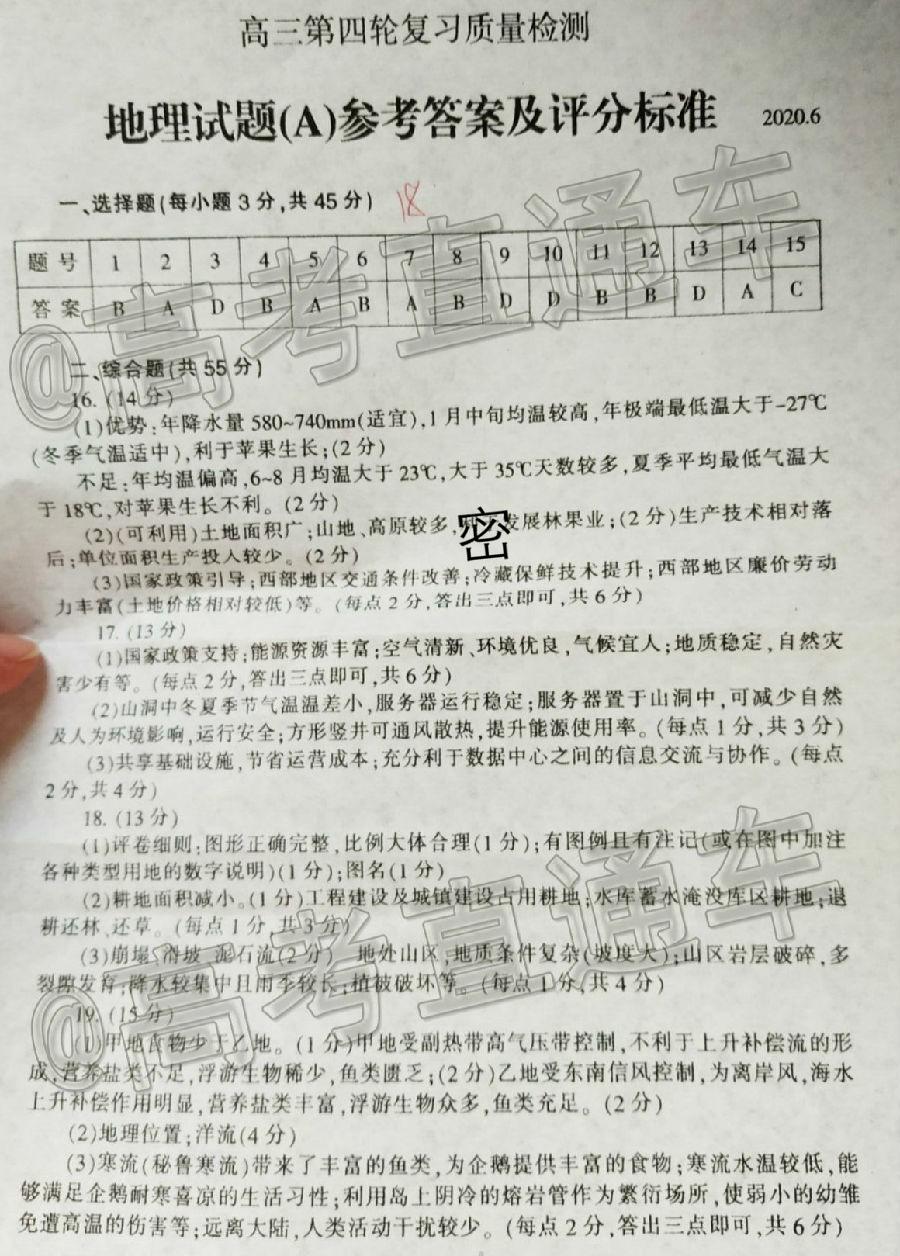 高三第四轮复习质量检测
地理试题(A)参考答案及评分标准 2020.6
一、选择题(每小题3分,共45分) 18
题号 1 2 3 4 5 6 7 8 9 10 11 12 13 14 15
答案 B A D B A B A B D D B B D A C
二、综合题(共55分)
16. (14分)
(1)优势:年降水量580~740mm(适宜),1月中旬均温较高,年极端最低温大于-27℃
(冬季气温适中),利于苹果生长;(2分)
不足:年均温偏高,6~8月均温大于23℃,大于35℃天数较多,夏季平均最低气温大
于18℃,对苹果生长不利。(2分)
(2)(可利用)土地面积广;山地、高原较多, 密 发展林果业;(2分)生产技术相对落
后;单位面积生产投入较少。(2分)
(3)国家政策引导;西部地区交通条件改善;冷藏保鲜技术提升;西部地区廉价劳动
力丰富(土地价格相对较低)等。(每点2分,答出三点即可,共6分)
17. (13分)
(1)国家政策支持;能源资源丰富;空气清新、环境优良,气候宜人;地质稳定,自然灾
害少有等。(每点2分,答出三点即可,共6分)
(2)山洞中冬夏季节气温温差小,服务器运行稳定;服务器置于山洞中,可减少自然
及人为环境影响,运行安全;方形竖井可通风散热,提升能源使用率。(每点1分,共3分)
(3)共享基础设施,节省运营成本;充分利于数据中心之间的信息交流与协作。(每点
2分,共4分)
18. (13分)
(1)评卷细则:图形正确完整、比例大体合理(1分);有图例且有注记(或在图中加注
各种类型用地的数字说明)(1分);图名(1分)
(2)耕地面积减小。(1分)工程建设及城镇建设占用耕地;水库蓄水淹没库区耕地;退
耕还林、还草。(每点1分,共3分)
(3)崩塌、滑坡、泥石流(2分) 地处山区,地质条件复杂(坡度大);山区岩层破碎,多
裂隙发育;降水较集中且雨季较长;植被破坏等。(每点1分,共4分)
19. (15分)
(1)甲地食物少于乙地。(1分)甲地受副热带高气压带控制,不利于上升补偿流的形
成,营养盐类不足,浮游生物稀少,鱼类匮乏;(2分)乙地受东南信风控制,为离岸风,海水
上升补偿作用明显,营养盐类丰富,浮游生物众多,鱼类充足。(2分)
(2)地理位置;洋流(4分)
(3)寒流(秘鲁寒流)带来了丰富的鱼类,为企鹅提供丰富的食物;寒流水温较低,能
够满足企鹅耐寒喜凉的生活习性;利用岛上阴冷的熔岩管作为繁衍场所,使弱小的幼雏
免遭高温的伤害等;远离大陆,人类活动干扰较少。(每点2分,答出三点即可,共6分)
@高考直通车
@高考直通车